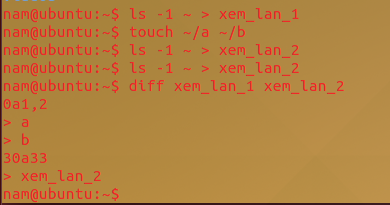 nam@ubuntu:~$ ls -1 ~ > xem_lan_1
nam@ubuntu:~$ touch ~/a ~/b
nam@ubuntu:~$ ls -1 ~ > xem_lan_2
nam@ubuntu:~$ ls -1 ~ > xem_lan_2
nam@ubuntu:~$ diff xem_lan_1 xem_lan_2
0a1,2
> a
> b
30a33
> xem_lan_2
nam@ubuntu:~$